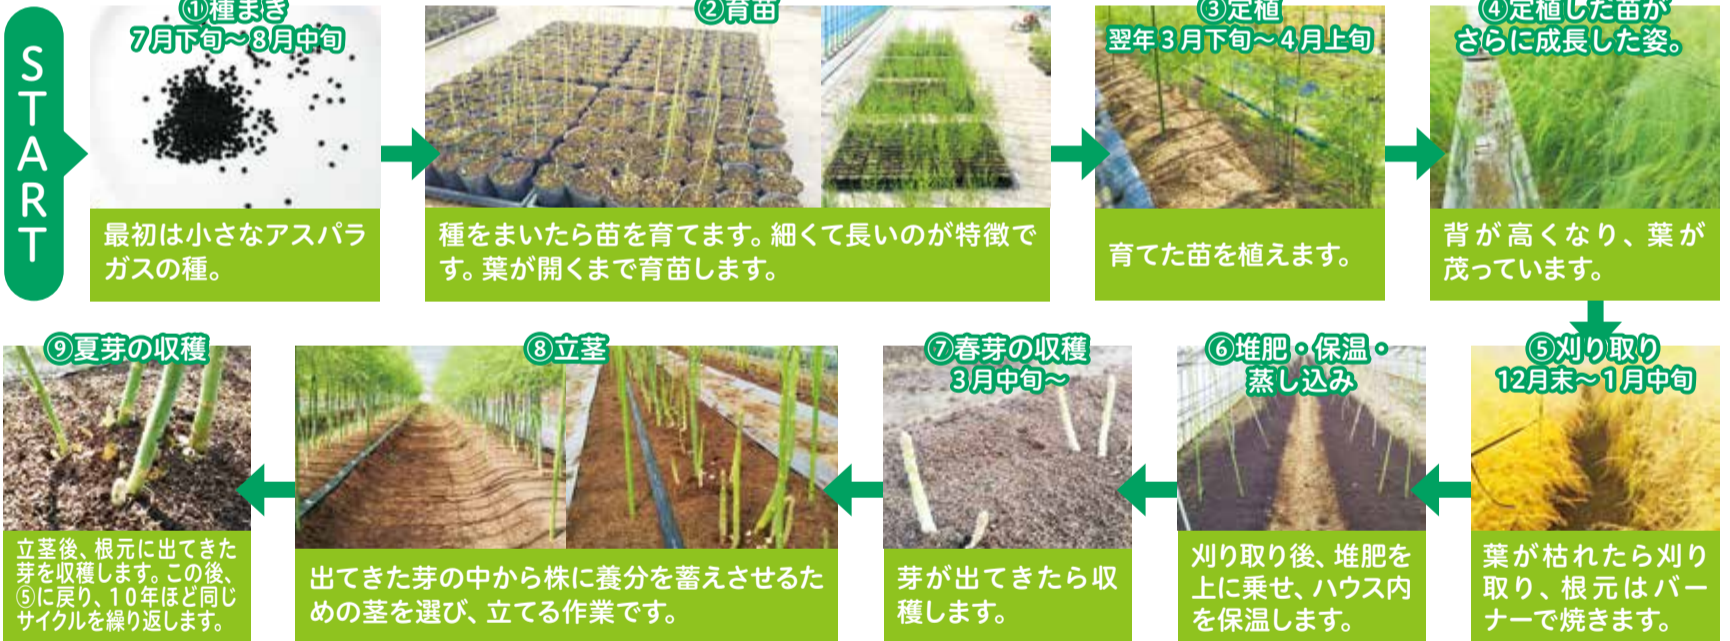 START
①種まき
7月下旬～8月中旬
最初は小さなアスパラ
ガスの種。
②育苗
種をまいたら苗を育てます。細くて長いのが特徴で
す。葉が開くまで育苗します。
③定植
翌年3月下旬～4月上旬
育てた苗を植えます。
④定植した苗が
さらに成長した姿。
背が高くなり、葉が
茂っています。
⑤刈り取り
12月末～1月中旬
葉が枯れたら刈り
取り、根元はバー
ナーで焼きます。
⑥堆肥・保温・
蒸し込み
刈り取り後、堆肥を
上に乗せ、ハウス内
を保温します。
⑦春芽の収穫
3月中旬～
芽が出てきたら収
穫します。
⑧立茎
出てきた芽の中から株に養分を蓄えさせるた
めの茎を選び、立てる作業です。
⑨夏芽の収穫
立茎後、根元に出てきた
芽を収穫します。この後、
⑤に戻り、10年ほど同じ
サイクルを繰り返します。